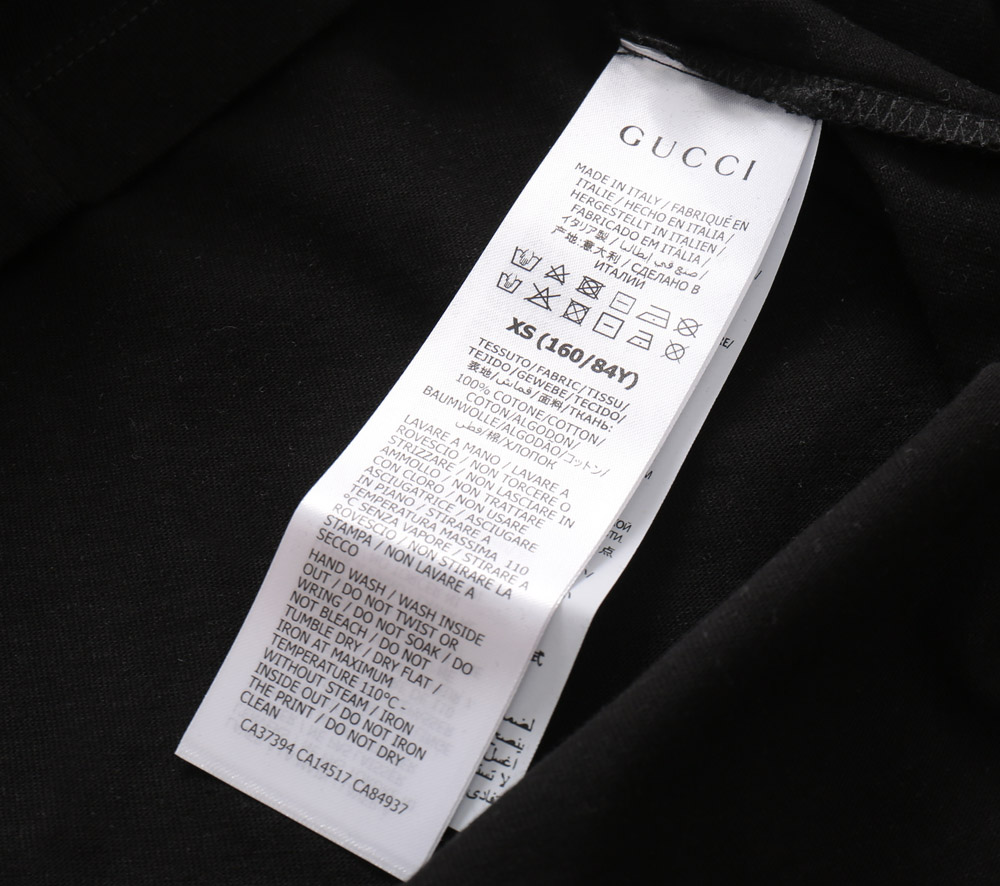 GUCCI
MADE IN ITALY / FABRIQUÉ EN
ITALIE / HECHO EN ITALIA /
HERGESTELLT IN ITALIEN /
FABRICADO EM ITALIA /
イタリア製 / صنع في إيطاليا /
产地:意大利 / СДЕЛАНО В
ИТАЛИИ
XS (160/84Y)
TESSUTO/FABRIC/TISSU/
TEJIDO/GEWEBE/TECIDO/
表地/قماش/面料/ТКАНЬ:
100% COTONE/COTTON/
COTON/ALGODON/
BAUMWOLLE/ALGODÃO/コットン/
قطن/棉/ХЛОПОК
LAVARE A MANO / LAVARE A
ROVESCIO / NON TORCERE O
STRIZZARE / NON LASCIARE IN
AMMOLLO / NON TRATTARE
CON CLORO / NON USARE
ASCIUGATRICE / ASCIUGARE
IN PIANO / STIRARE A
TEMPERATURA MASSIMA 110
°C SENZA VAPORE / STIRARE A
ROVESCIO / NON STIRARE LA
STAMPA / NON LAVARE A
SECCO
HAND WASH / WASH INSIDE
OUT / DO NOT TWIST OR
WRING / DO NOT SOAK / DO
NOT BLEACH / DO NOT
TUMBLE DRY / DRY FLAT /
IRON AT MAXIMUM
TEMPERATURE 110°C -
WITHOUT STEAM / IRON
INSIDE OUT / DO NOT IRON
THE PRINT / DO NOT DRY
CLEAN
CA37394 CA14517 CA84937